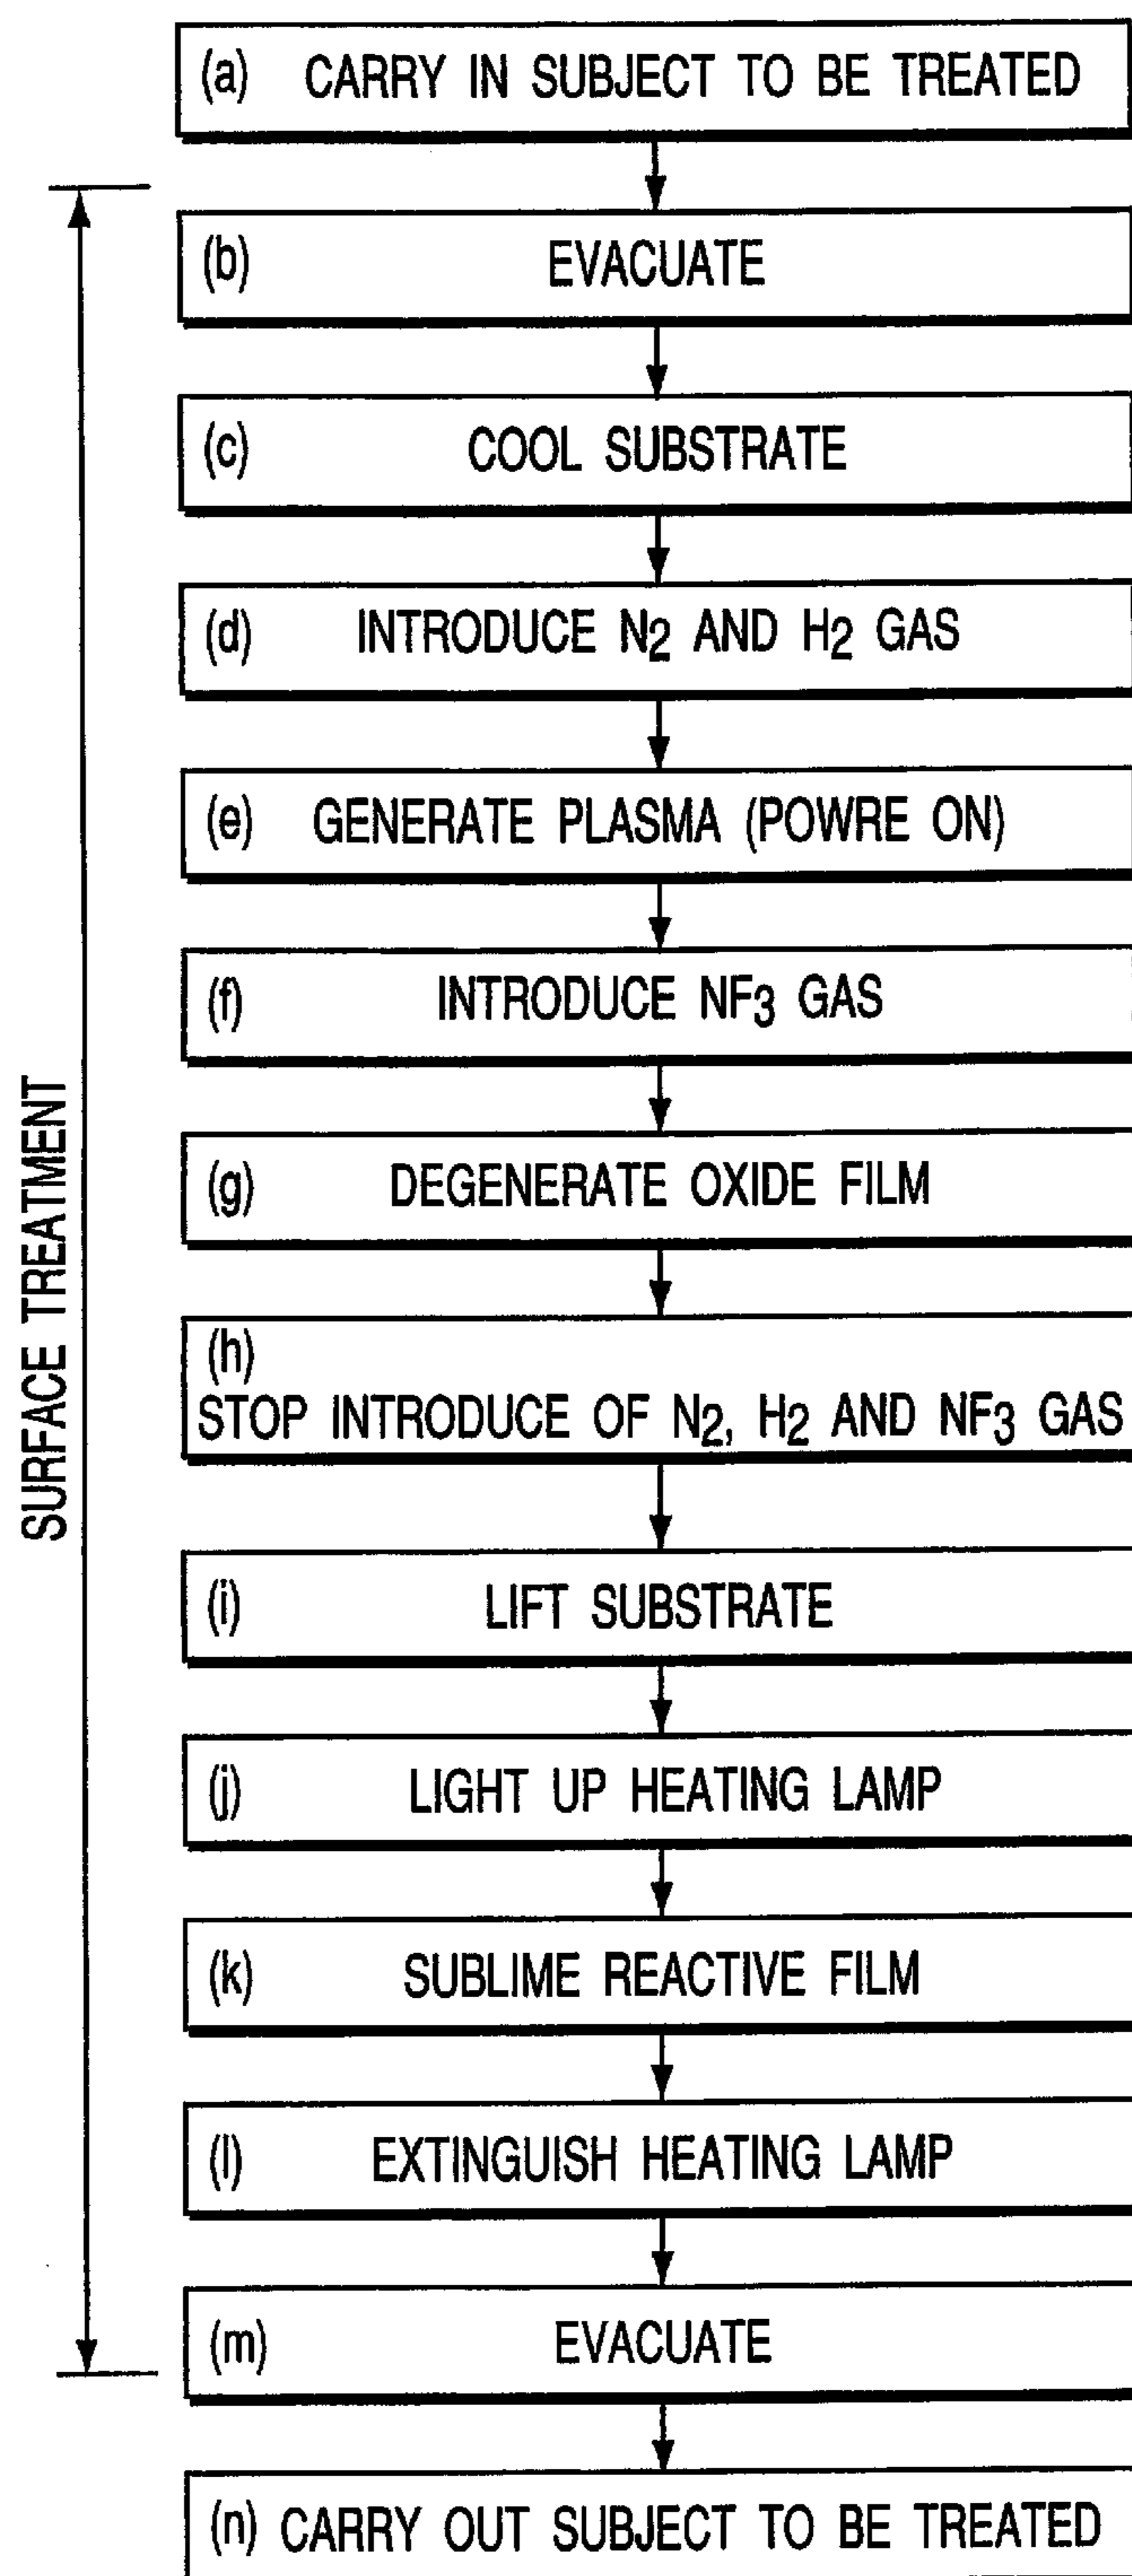 (a) CARRY IN SUBJECT TO BE TREATED
(b) EVACUATE
(c) COOL SUBSTRATE
(d) INTRODUCE N2 AND H2 GAS
(e) GENERATE PLASMA (POWRE ON)
(f) INTRODUCE NF3 GAS
(g) DEGENERATE OXIDE FILM
(h)
STOP INTRODUCE OF N2, H2 AND NF3 GAS
(i) LIFT SUBSTRATE
(j) LIGHT UP HEATING LAMP
(k) SUBLIME REACTIVE FILM
(l) EXTINGUISH HEATING LAMP
(m) EVACUATE
(n) CARRY OUT SUBJECT TO BE TREATED
SURFACE TREATMENT